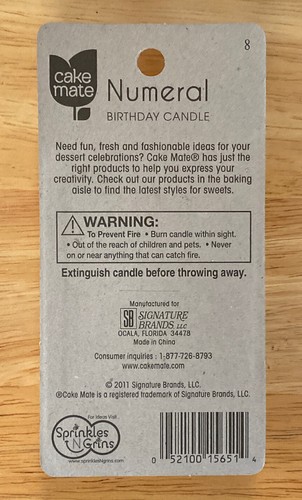 8
cake
mate
Numeral
BIRTHDAY CANDLE
Need fun, fresh and fashionable ideas for your
dessert celebrations? Cake Mate® has just the
right products to help you express your
creativity. Check out our products in the baking
aisle to find the latest styles for sweets.
WARNING:
To Prevent Fire • Burn candle within sight.
• Out of the reach of children and pets. • Never
on or near anything that can catch fire.
Extinguish candle before throwing away.
Manufactured for
SB SIGNATURE
BRANDS, LLC
OCALA, FLORIDA 34478
Made in China
Consumer inquiries : 1-877-726-8793
www.cakemate.com
© 2011 Signature Brands, LLC.
®Cake Mate is a registered trademark of Signature Brands, LLC.
For Ideas Visit
Sprinkles
N Grins
www.sprinklesngrins.com
0 52100 15651 4